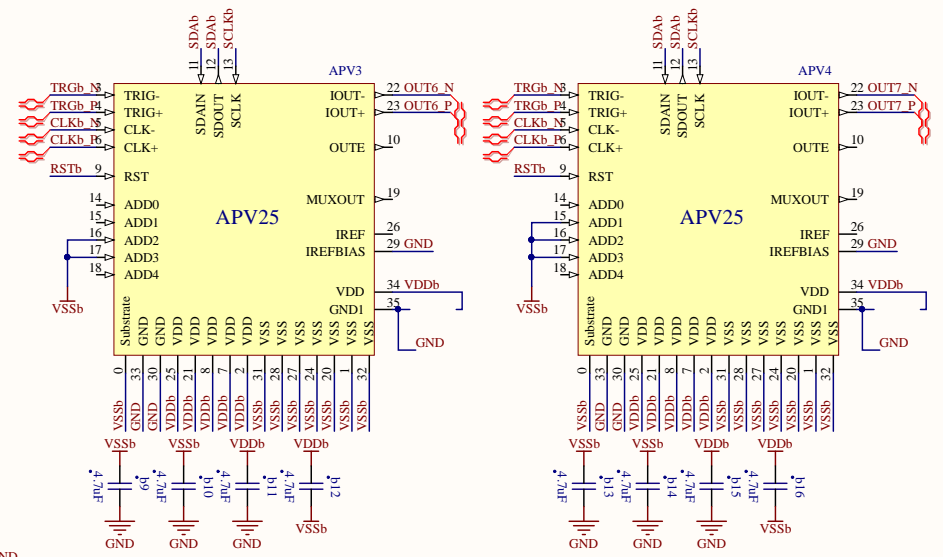 SDAb SDAb SCLKb
11 12 13
APV3
TRGb_N 3 TRIG-
TRGb_P 4 TRIG+
CLKb_N 5 CLK-
CLKb_P 6 CLK+
RSTb 9 RST
14 ADD0
15 ADD1
16 ADD2
17 ADD3
18 ADD4
VSSb
SDAIN SDOUT SCLK
APV25
IOUT- 22 OUT6_N
IOUT+ 23 OUT6_P
OUTE 10
MUXOUT 19
IREF 26
IREFBIAS 29 GND
VDD 34 VDDb
GND1 35
GND
Substrate GND GND VDD VDD VDD VDD VDD VSS VSS VSS VSS VSS VSS VSS
0 33 30 25 21 8 7 2 31 28 27 24 20 1 32
VSSb GND GND VDDb VDDb VDDb VDDb VDDb VSSb VSSb VSSb VSSb VSSb VSSb VSSb
VSSb VSSb VDDb VDDb
4.7uF b9 4.7uF b10 4.7uF b11 4.7uF b12
GND GND GND VSSb
SDAb SDAb SCLKb
11 12 13
APV4
TRGb_N 3 TRIG-
TRGb_P 4 TRIG+
CLKb_N 5 CLK-
CLKb_P 6 CLK+
RSTb 9 RST
14 ADD0
15 ADD1
16 ADD2
17 ADD3
18 ADD4
VSSb
SDAIN SDOUT SCLK
APV25
IOUT- 22 OUT7_N
IOUT+ 23 OUT7_P
OUTE 10
MUXOUT 19
IREF 26
IREFBIAS 29 GND
VDD 34 VDDb
GND1 35
GND
Substrate GND GND VDD VDD VDD VDD VDD VSS VSS VSS VSS VSS VSS VSS
0 33 30 25 21 8 7 2 31 28 27 24 20 1 32
VSSb GND GND VDDb VDDb VDDb VDDb VDDb VSSb VSSb VSSb VSSb VSSb VSSb VSSb
VSSb VSSb VDDb VDDb
4.7uF b13 4.7uF b14 4.7uF b15 4.7uF b16
GND GND GND VSSb